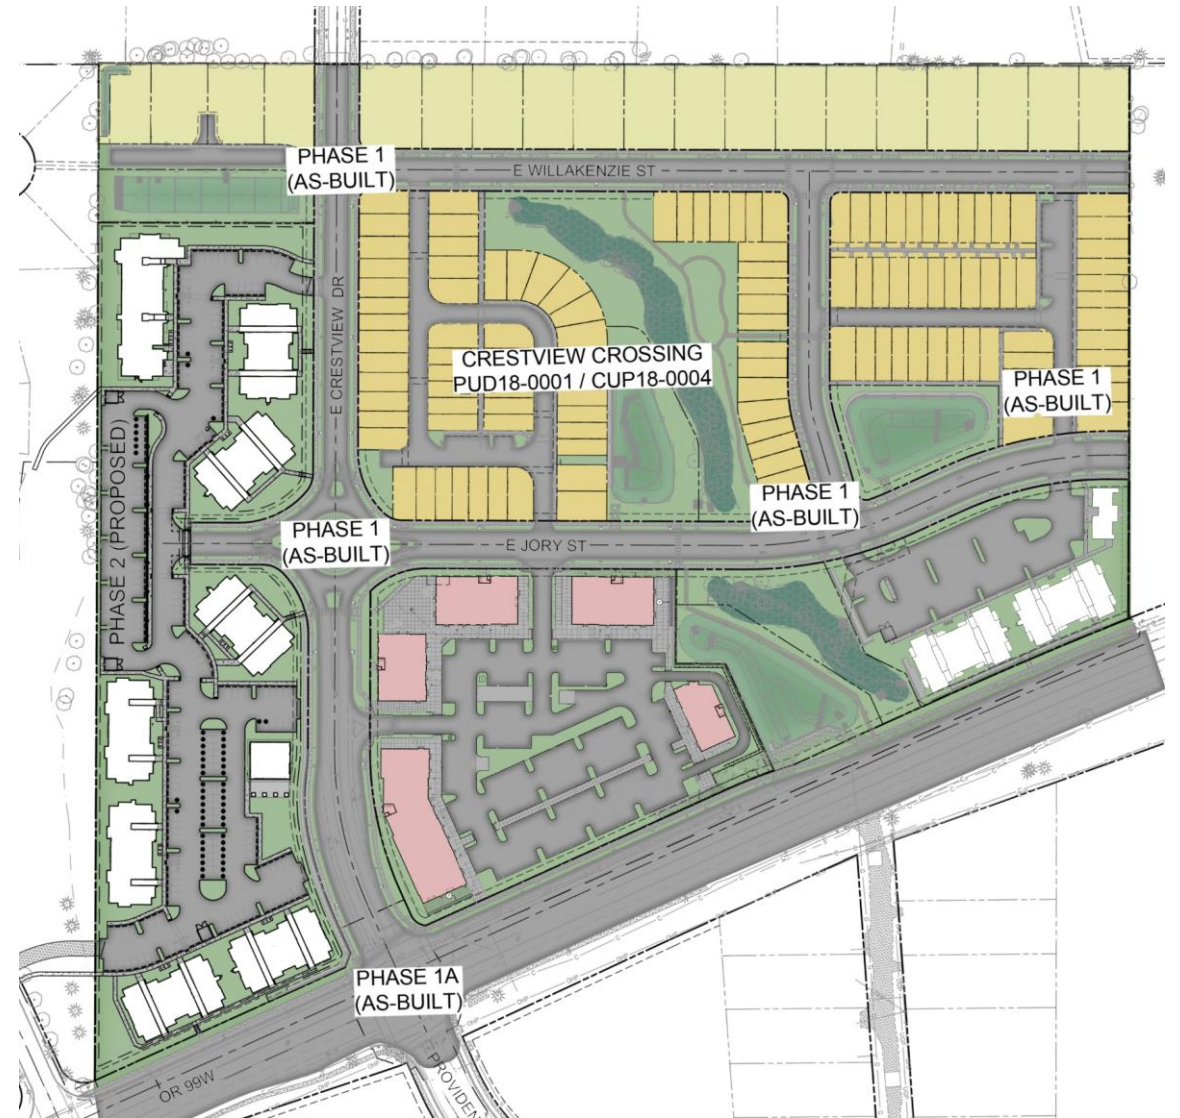 PHASE 1
(AS-BUILT)
E WILLAKENZIE ST
E CRESTVIEW DR
CRESTVIEW CROSSING
PUD18-0001 / CUP18-0004
PHASE 1
(AS-BUILT)
PHASE 2 (PROPOSED)
PHASE 1
(AS-BUILT)
PHASE 1
(AS-BUILT)
E JORY ST
PHASE 1A
(AS-BUILT)
OR 99W
PROVIDEN